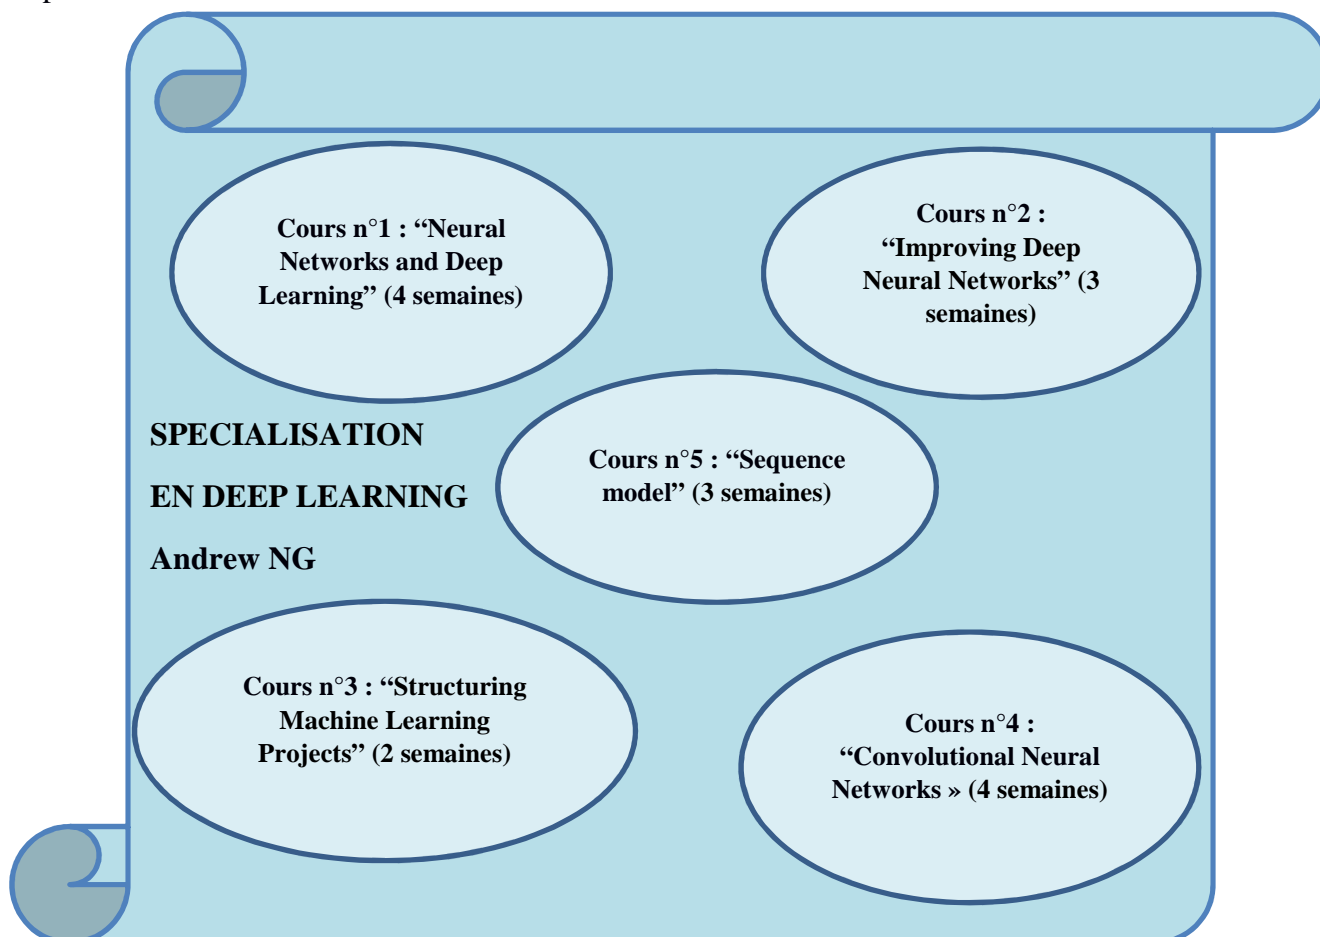 Cours n°1 : “Neural
Networks and Deep
Learning” (4 semaines)
Cours n°2 :
“Improving Deep
Neural Networks” (3
semaines)
SPECIALISATION
EN DEEP LEARNING
Andrew NG
Cours n°5 : “Sequence
model” (3 semaines)
Cours n°3 : “Structuring
Machine Learning
Projects” (2 semaines)
Cours n°4 :
“Convolutional Neural
Networks » (4 semaines)